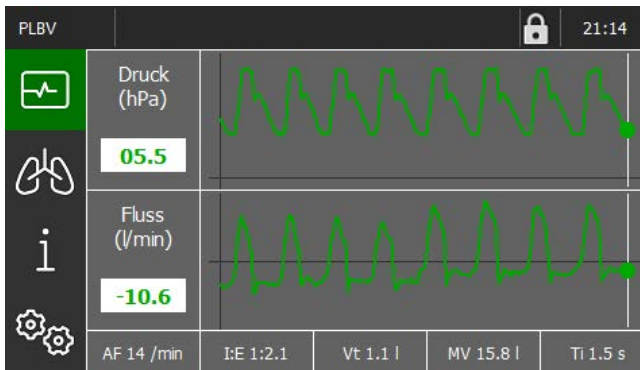 PLBV
21:14
Druck
(hPa)
05.5
Fluss
(l/min)
-10.6
AF 14 /min
I:E 1:2.1
Vt 1.1 l
MV 15.8 l
Ti 1.5 s